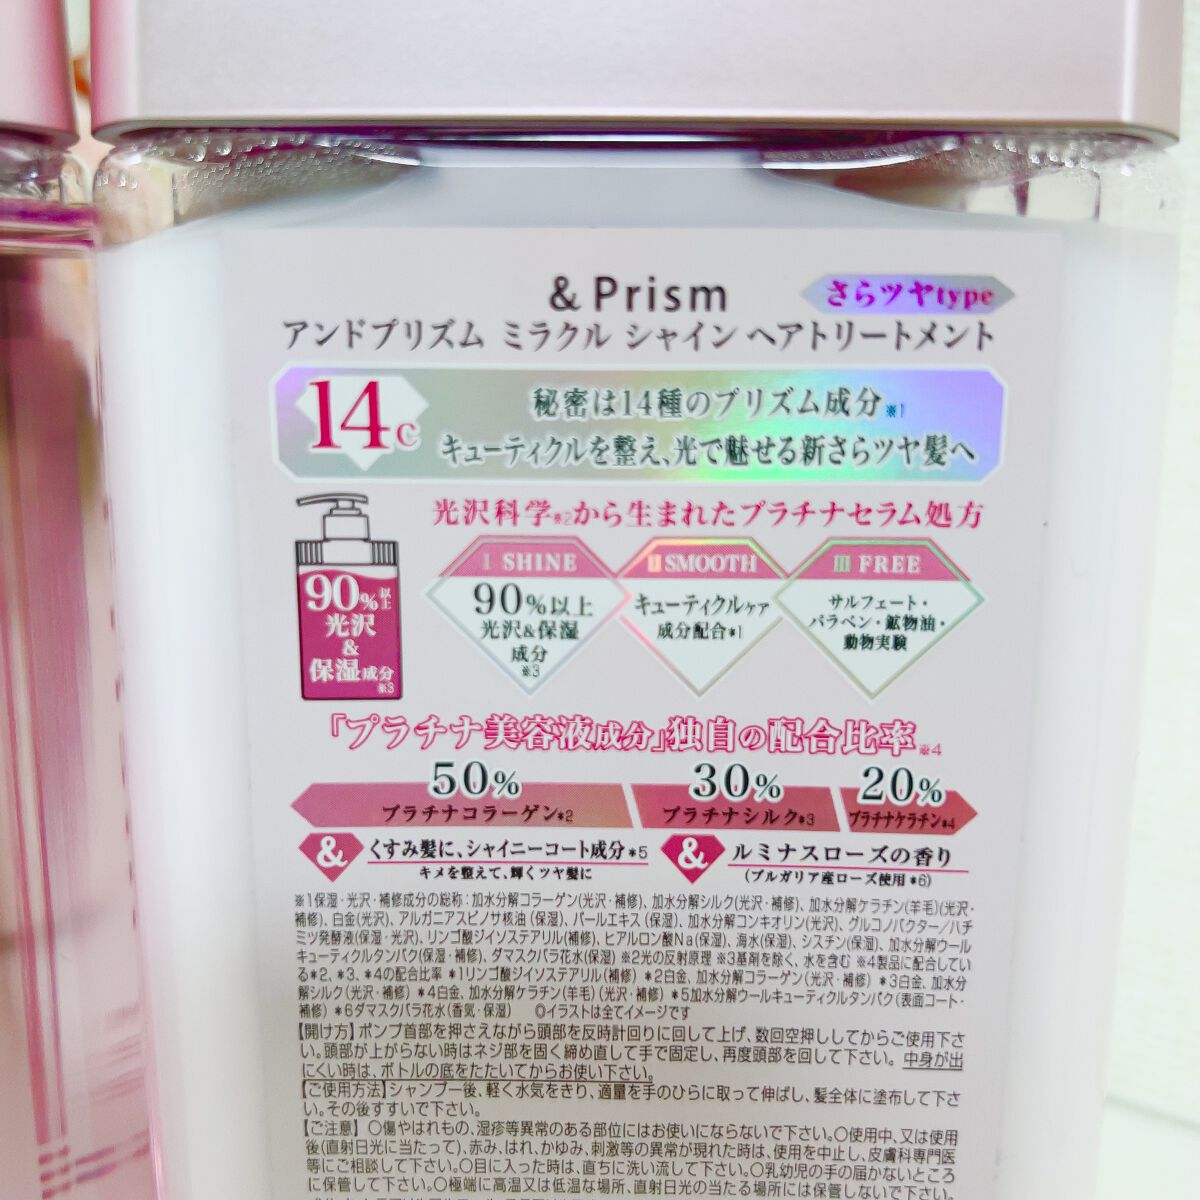 & Prism
さらツヤtype
アンドプリズム ミラクル シャイン ヘアトリートメント
14c
秘密は14種のプリズム成分※1
キューティクルを整え、光で魅せる新さらツヤ髪へ
光沢科学※2から生まれたプラチナセラム処方
90%以上
光沢
&
保湿成分
※3
I SHINE
90%以上
光沢&保湿
成分
※3
II SMOOTH
キューティクルケア
成分配合*1
III FREE
サルフェート・
パラベン・鉱物油・
動物実験
「プラチナ美容液成分」独自の配合比率※4
50%
プラチナコラーゲン*2
30%
プラチナシルク*3
20%
プラチナケラチン*4
& くすみ髪に、シャイニーコート成分*5
キメを整えて、輝くツヤ髪に
& ルミナスローズの香り
(ブルガリア産ローズ使用*6)
※1保湿・光沢・補修成分の総称：加水分解コラーゲン(光沢・補修)、加水分解シルク(光沢・補修)、加水分解ケラチン(羊毛)(光沢・
補修)、白金(光沢)、アルガニアスピノサ核油(保湿)、パールエキス(保湿)、加水分解コンキオリン(光沢)、グルコノバクター/ハチ
ミツ発酵液(保湿・光沢)、リンゴ酸ジイソステアリル(補修)、ヒアルロン酸Na(保湿)、海水(保湿)、シスチン(保湿)、加水分解ウール
キューティクルタンパク(保湿・補修)、ダマスクバラ花水(保湿) ※2光の反射原理 ※3基剤を除く、水を含む ※4製品に配合してい
る*2、*3、*4の配合比率 *1リンゴ酸ジイソステアリル(補修) *2白金、加水分解コラーゲン(光沢・補修) *3白金、加水分
解シルク(光沢・補修) *4白金、加水分解ケラチン(羊毛)(光沢・補修) *5加水分解ウールキューティクルタンパク(表面コート・
補修) *6ダマスクバラ花水(香気・保湿) ◎イラストは全てイメージです
【開け方】ポンプ首部を押さえながら頭部を反時計回りに回して上げ、数回空押ししてからご使用下さ
い。頭部が上がらない時はネジ部を固く締め直して手で固定し、再度頭部を回して下さい。中身が出
にくい時は、ボトルの底をたたいてからお使い下さい。
【ご使用方法】シャンプー後、軽く水気をきり、適量を手のひらに取って伸ばし、髪全体に塗布して下さ
い。その後すすいで下さい。
【ご注意】○傷やはれもの、湿疹等異常のある部位にはお使いにならないで下さい。○使用中、又は使用
後(直射日光に当たって)、赤み、はれ、かゆみ、刺激等の異常が現れた時は、使用を中止し、皮膚科専門医
等にご相談して下さい。○目に入った時は、直ちに洗い流して下さい。○乳幼児の手の届かないところ
に保管して下さい。○極端に高温又は低温な場所、直射日光の当たる場所には保管しないで下さい。